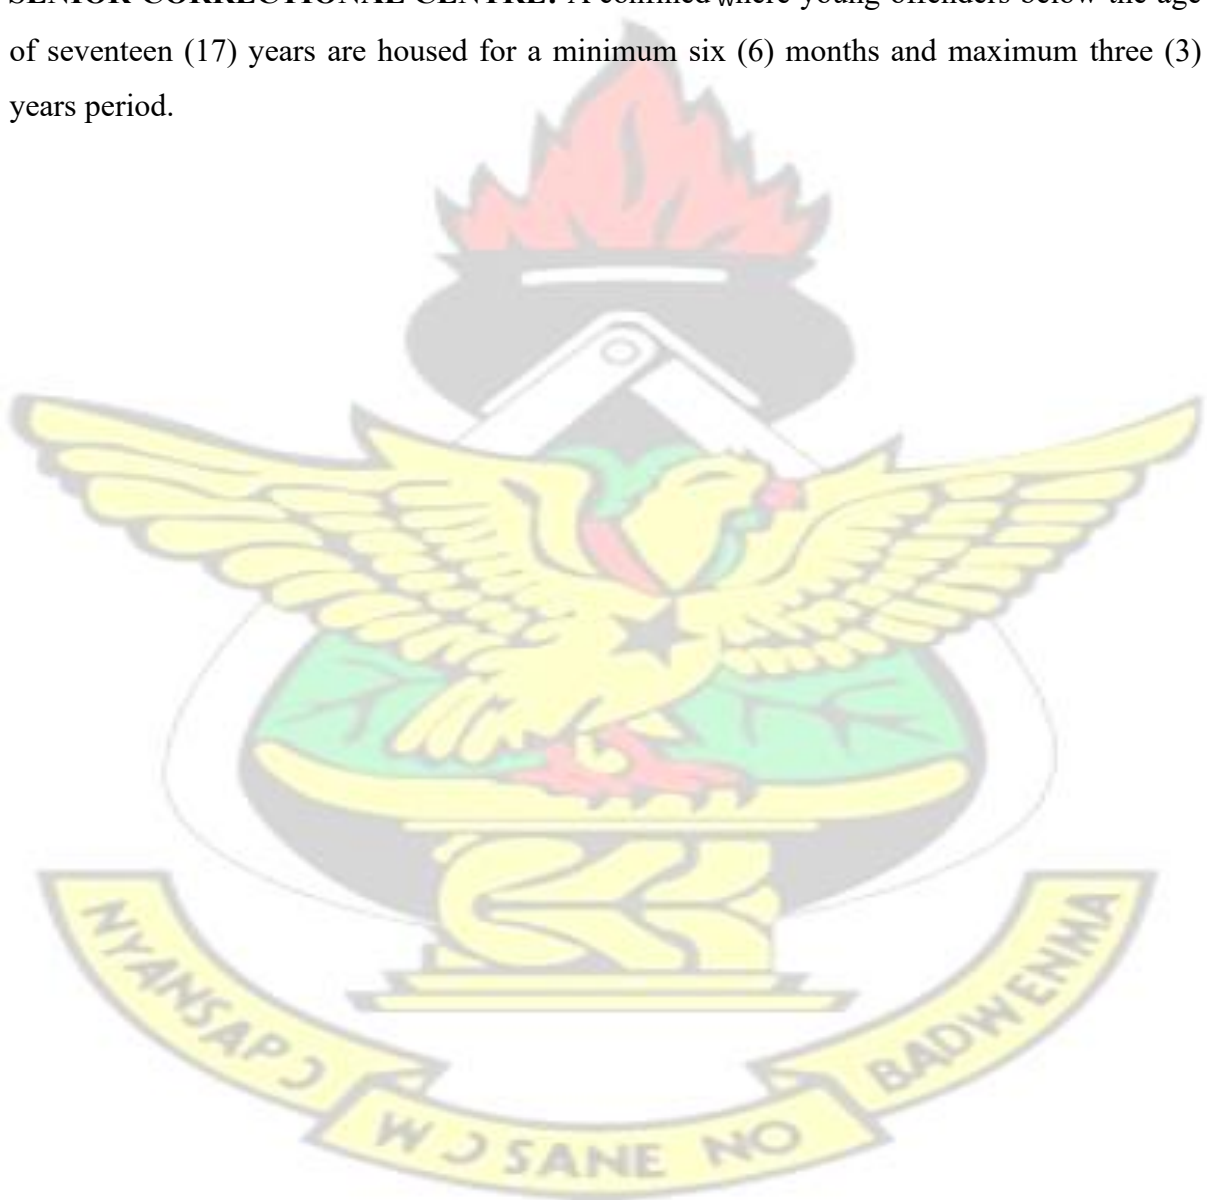 SENIOR CORRECTIONAL CENTRE: A confined where young offenders below the age
of seventeen (17) years are housed for a minimum six (6) months and maximum three (3)
years period.
NYANSAPƆ
WƆSANE NO
BADWENMA